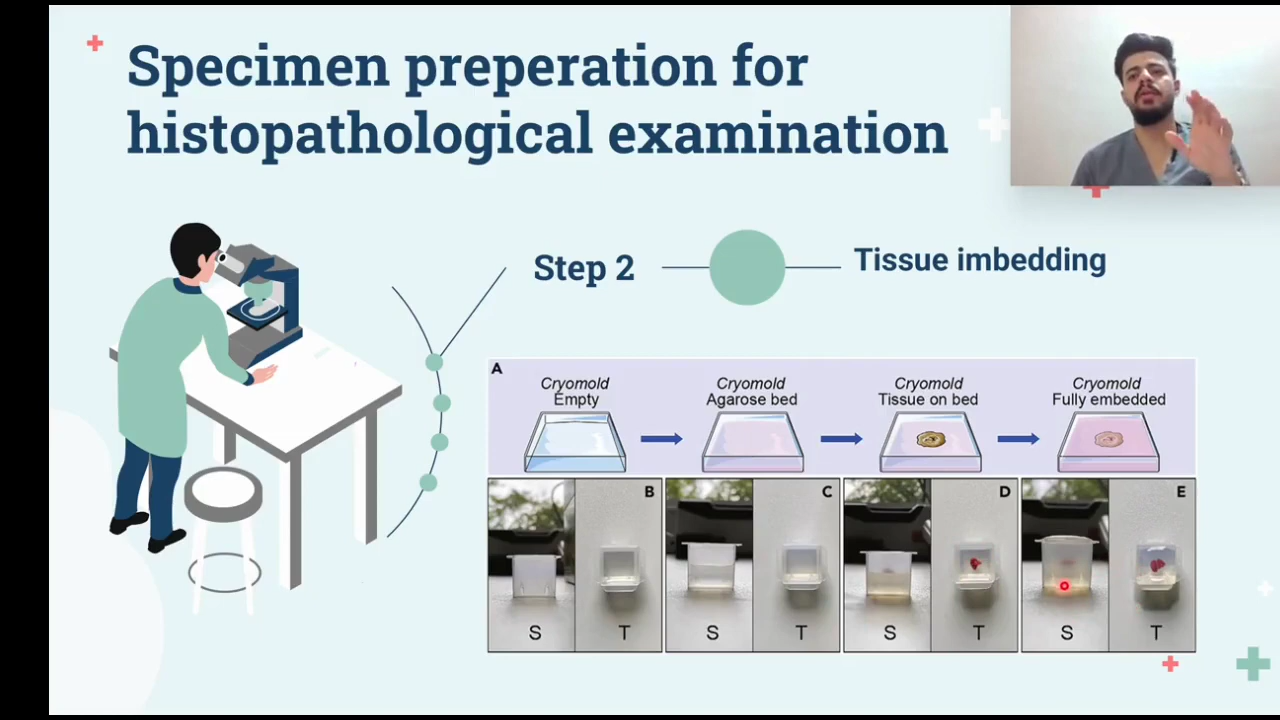 Specimen preperation for
histopathological examination
Step 2
Tissue imbedding
A
Cryomold
Empty
Cryomold
Agarose bed
Cryomold
Tissue on bed
Cryomold
Fully embedded
B
C
D
E
S
T
S
T
S
T
S
T